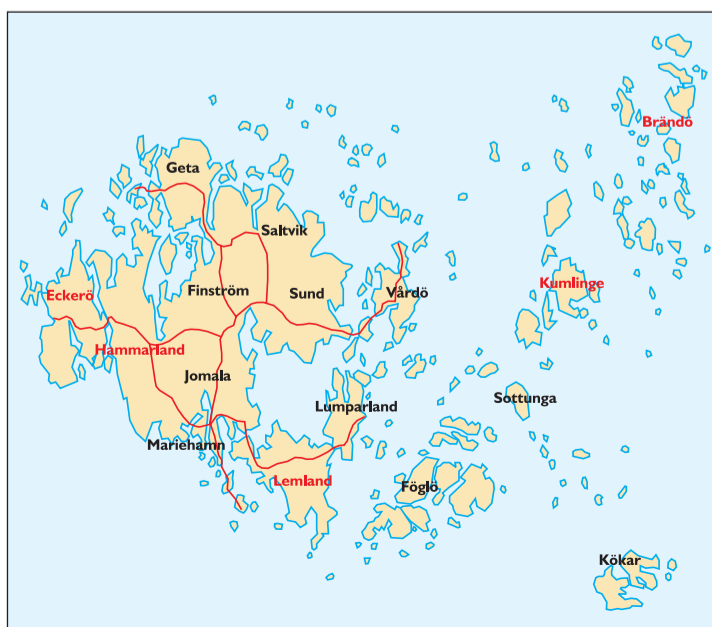 Brändö
Geta
Saltvik
Kumlinge
Eckerö
Finström
Sund
Vårdö
Hammarland
Jomala
Sottunga
Lumparland
Mariehamn
Lemland
Föglö
Kökar